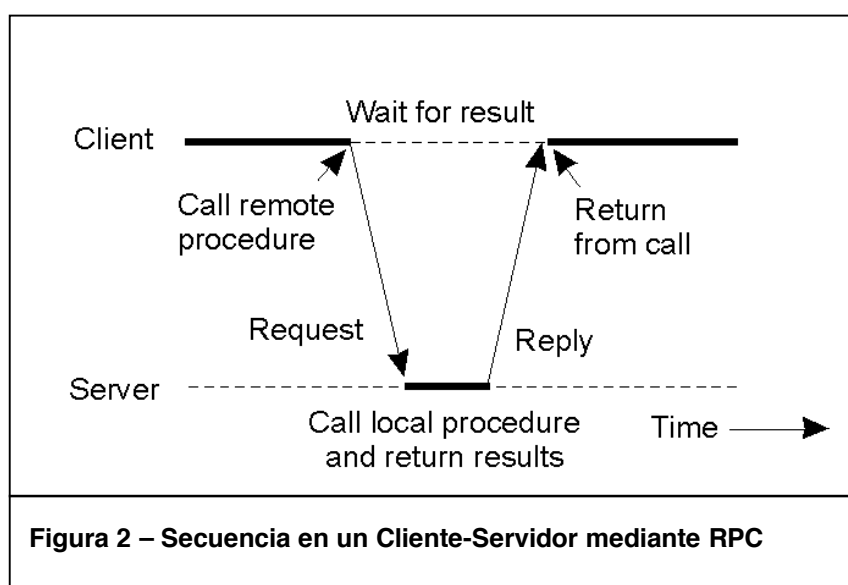 Wait for result
Client
Call remote
procedure
Return
from call
Request
Reply
Server
Call local procedure
and return results
Time
Figura 2 – Secuencia en un Cliente-Servidor mediante RPC